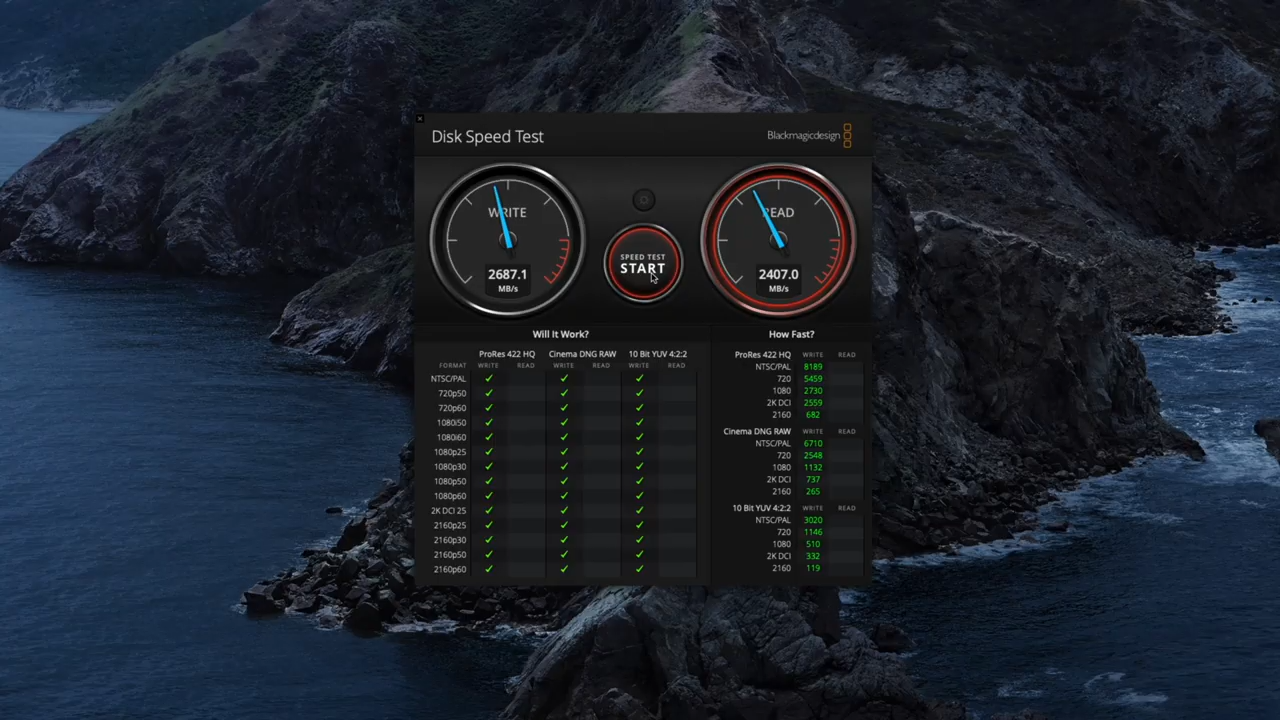 Disk Speed Test
Blackmagicdesign
WRITE
2687.1
MB/s
SPEED TEST
START
READ
2407.0
MB/s
Will It Work?
ProRes 422 HQ Cinema DNG RAW 10 Bit YUV 4:2:2
FORMAT WRITE READ WRITE READ WRITE READ
NTSC/PAL ✓ ✓ ✓
720p50 ✓ ✓ ✓
720p60 ✓ ✓ ✓
1080i50 ✓ ✓ ✓
1080i60 ✓ ✓ ✓
1080p25 ✓ ✓ ✓
1080p30 ✓ ✓ ✓
1080p50 ✓ ✓ ✓
1080p60 ✓ ✓ ✓
2K DCI 25 ✓ ✓ ✓
2160p25 ✓ ✓ ✓
2160p30 ✓ ✓ ✓
2160p50 ✓ ✓ ✓
2160p60 ✓ ✓ ✓
How Fast?
ProRes 422 HQ WRITE READ
NTSC/PAL 8189
720 5459
1080 2730
2K DCI 2559
2160 682
Cinema DNG RAW WRITE READ
NTSC/PAL 6710
720 2548
1080 1132
2K DCI 737
2160 265
10 Bit YUV 4:2:2 WRITE READ
NTSC/PAL 3020
720 1146
1080 510
2K DCI 332
2160 119